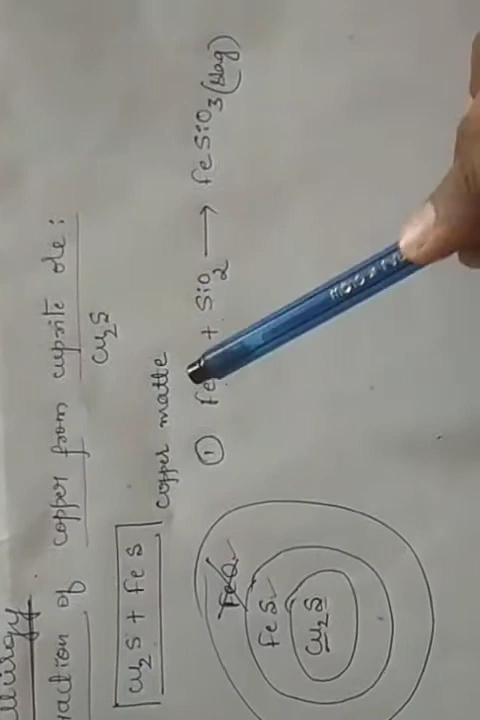 llurgy
raction of copper from cuprite ore :
Cu2S
Cu2S + FeS
copper matte
① Fe + SiO2 → FeSiO3 (slag)
FeO
FeS
Cu2S